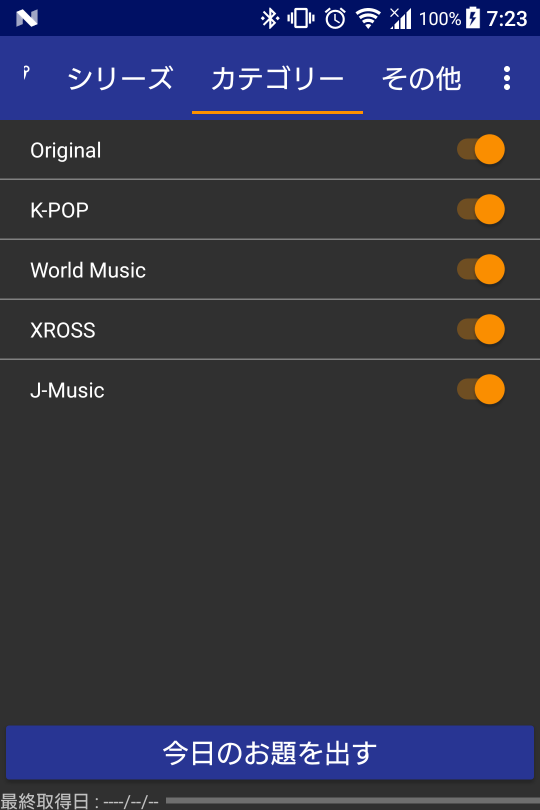 100% 7:23
シリーズ カテゴリー その他
Original
K-POP
World Music
XROSS
J-Music
今日のお題を出す
最終取得日 : ----/--/--